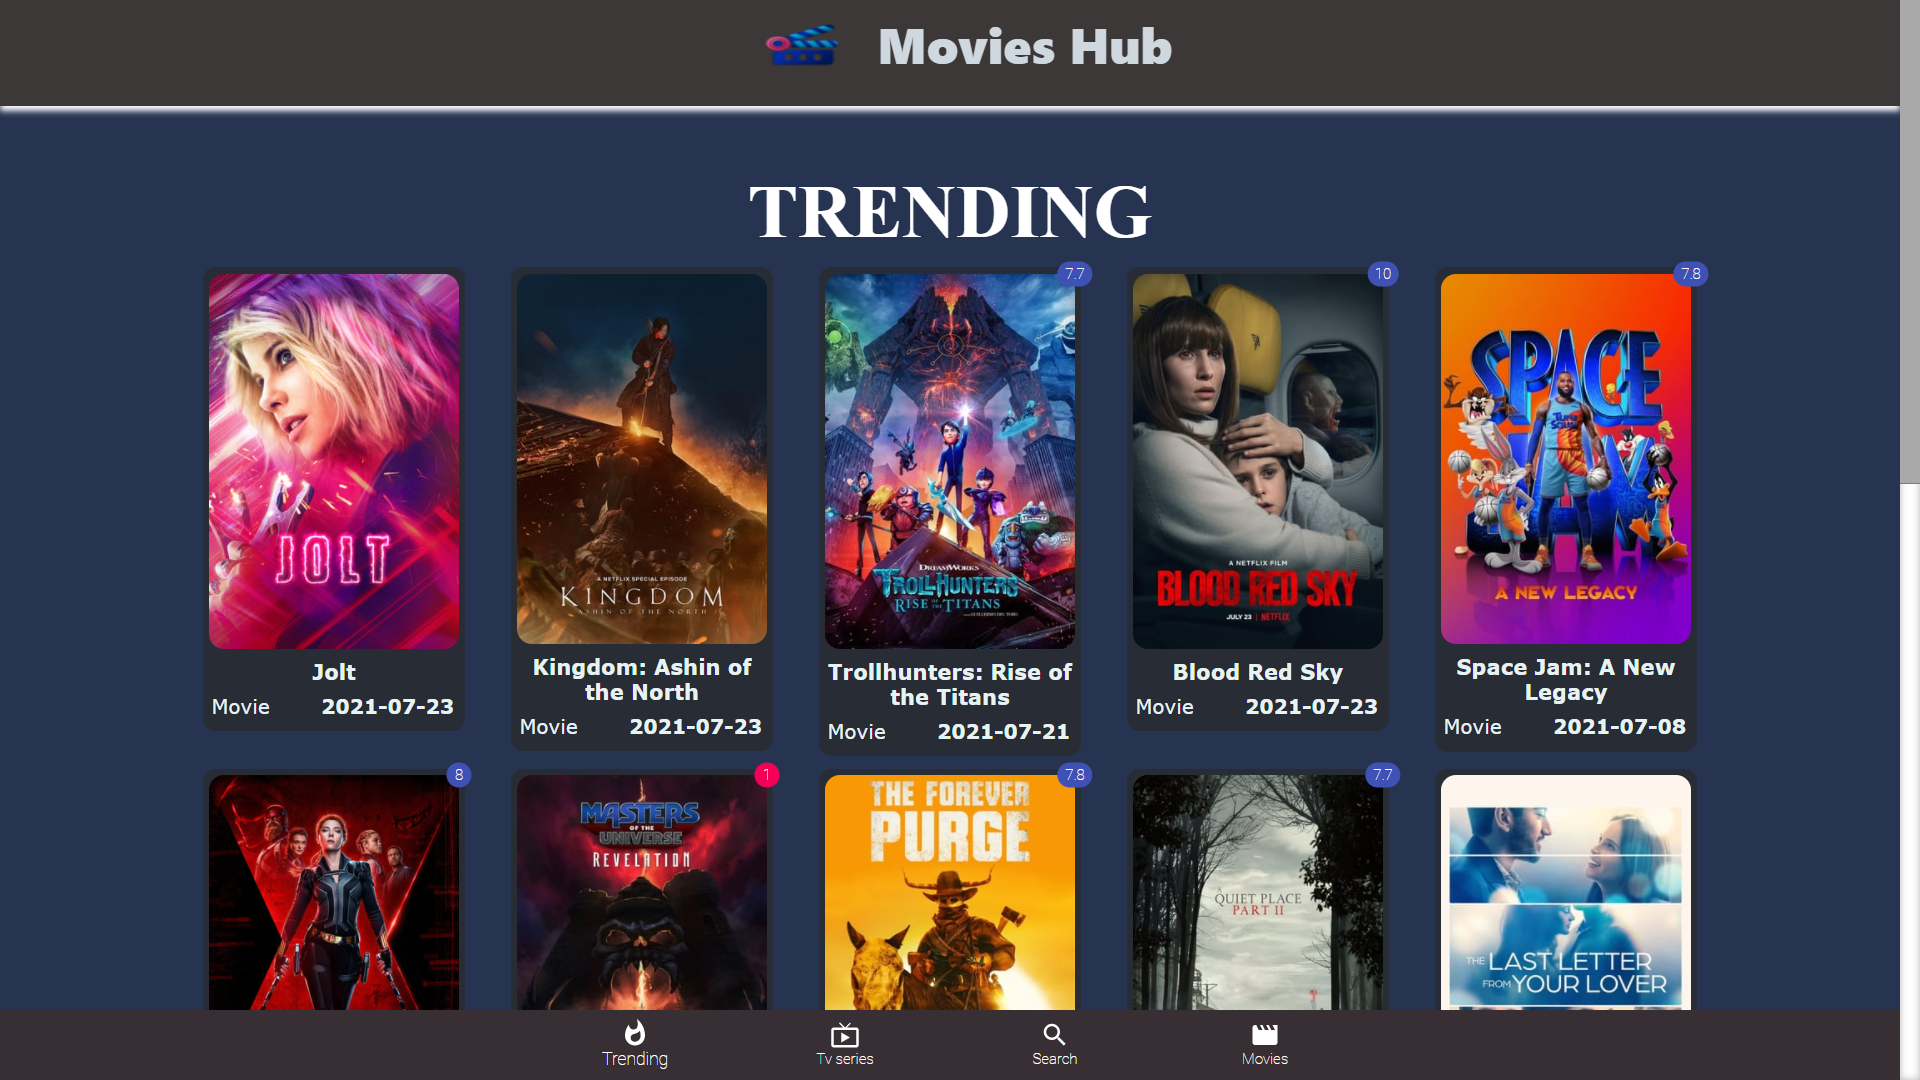 Movies Hub
TRENDING
JOLT
Jolt
Movie 2021-07-23
A NETFLIX SPECIAL EPISODE
KINGDOM
ASHIN OF THE NORTH
Kingdom: Ashin of
the North
Movie 2021-07-23
7.7
DREAMWORKS
TROLLHUNTERS
RISE OF THE TITANS
Trollhunters: Rise of
the Titans
Movie 2021-07-21
10
A NETFLIX FILM
BLOOD RED SKY
JULY 23 | NETFLIX
Blood Red Sky
Movie 2021-07-23
7.8
SPACE
JAM
TUNE
SQUAD
A NEW LEGACY
Space Jam: A New
Legacy
Movie 2021-07-08
8
1
MASTERS
OF THE
UNIVERSE
REVELATION
7.8
THE FOREVER
PURGE
7.7
A
QUIET PLACE
PART II
THE LAST LETTER
FROM YOUR LOVER
Trending
Tv series
Search
Movies